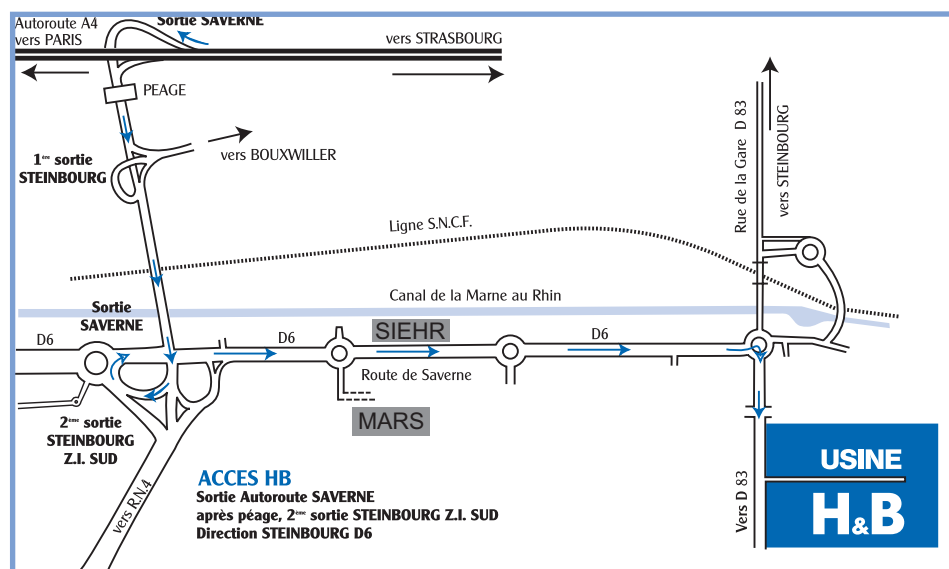 Autoroute A4
vers PARIS
Sortie SAVERNE
vers STRASBOURG
PEAGE
1ère sortie
STEINBOURG
vers BOUXWILLER
Rue de la Gare D 83
vers STEINBOURG
Ligne S.N.C.F.
Canal de la Marne au Rhin
Sortie
SAVERNE
D6
D6
SIEHR
D6
Route de Saverne
MARS
2ème sortie
STEINBOURG
Z.I. SUD
vers R.N.4
ACCES HB
Sortie Autoroute SAVERNE
après péage, 2ème sortie STEINBOURG Z.I. SUD
Direction STEINBOURG D6
Vers D 83
USINE
H&B